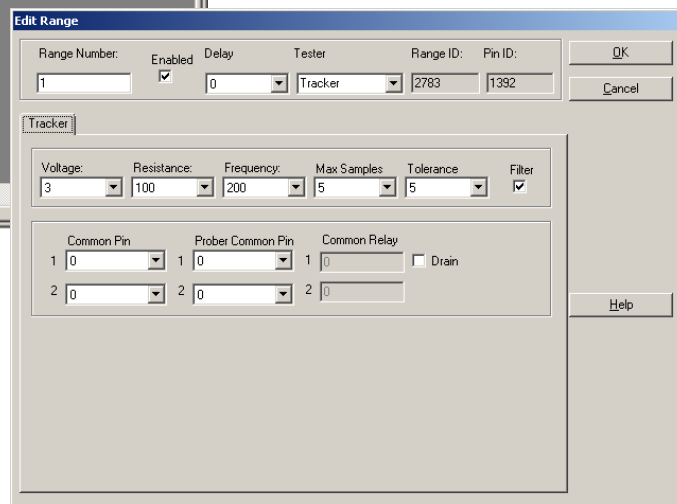 Edit Range
Range Number: Enabled Delay Tester Range ID: Pin ID: OK
1 0 Tracker 2783 1392 Cancel
Tracker
Voltage: Resistance: Frequency: Max Samples Tolerance Filter
3 100 200 5 5
Common Pin Prober Common Pin Common Relay
1 0 1 0 1 0 Drain
2 0 2 0 2 0
Help